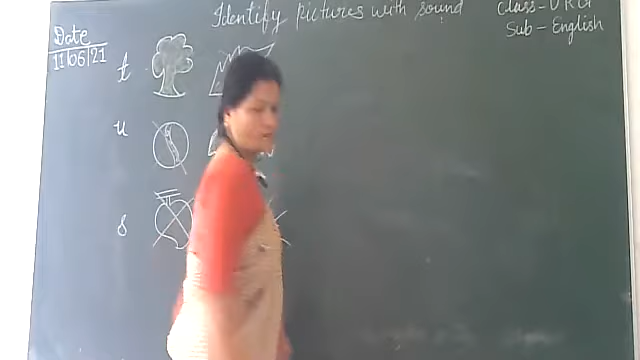 Identify pictures with sound
Class - UKG
Sub - English
Date
11/06/21
t
u
s